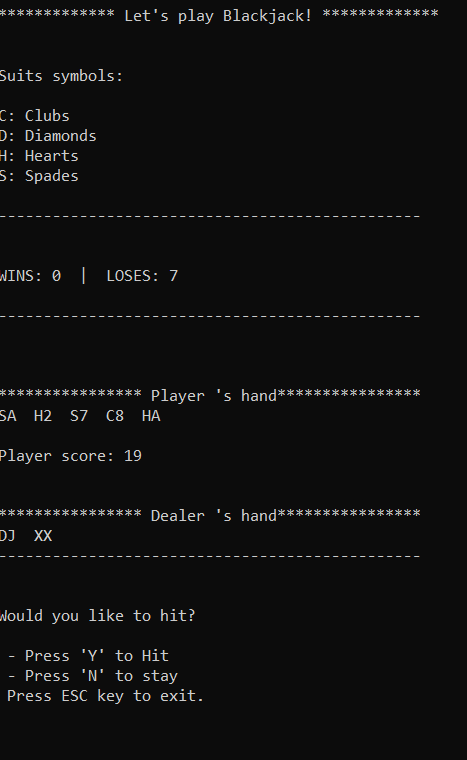 ************* Let's play Blackjack! *************
Suits symbols:
C: Clubs
D: Diamonds
H: Hearts
S: Spades
-----------------------------------------------
WINS: 0 | LOSES: 7
-----------------------------------------------
**************** Player 's hand****************
SA H2 S7 C8 HA
Player score: 19
**************** Dealer 's hand****************
DJ XX
-----------------------------------------------
Would you like to hit?
- Press 'Y' to Hit
- Press 'N' to stay
Press ESC key to exit.